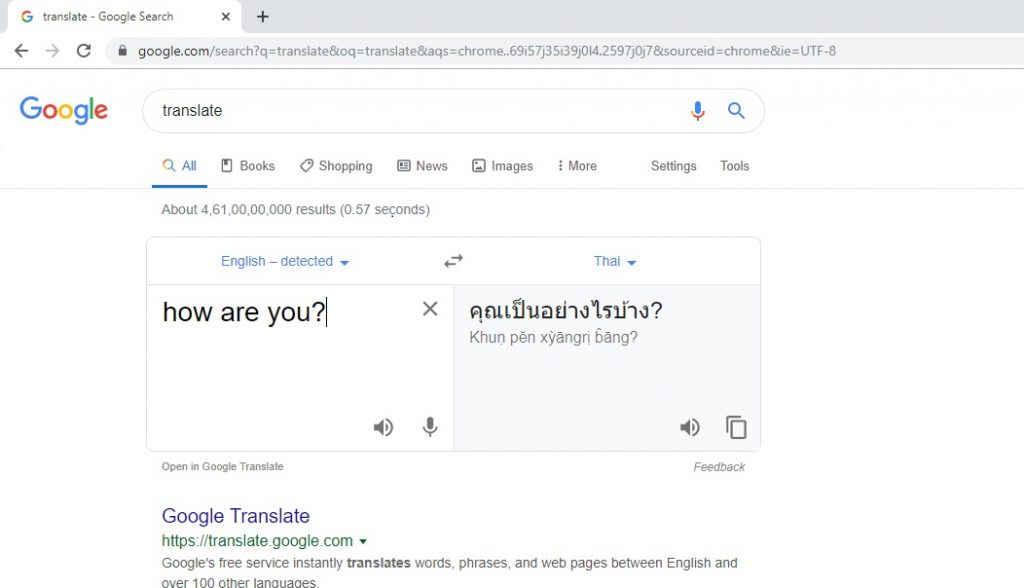 translate - Google Search
google.com/search?q=translate&oq=translate&aqs=chrome..69i57j35i39j0l4.2597j0j7&sourceid=chrome&ie=UTF-8
Google
translate
All Books Shopping News Images More Settings Tools
About 4,61,00,00,000 results (0.57 seconds)
English – detected Thai
how are you? คุณเป็นอย่างไรบ้าง?
Khuṇ pĕn xỳāngrị b̂āng?
Open in Google Translate Feedback
Google Translate
https://translate.google.com
Google's free service instantly translates words, phrases, and web pages between English and
over 100 other languages.